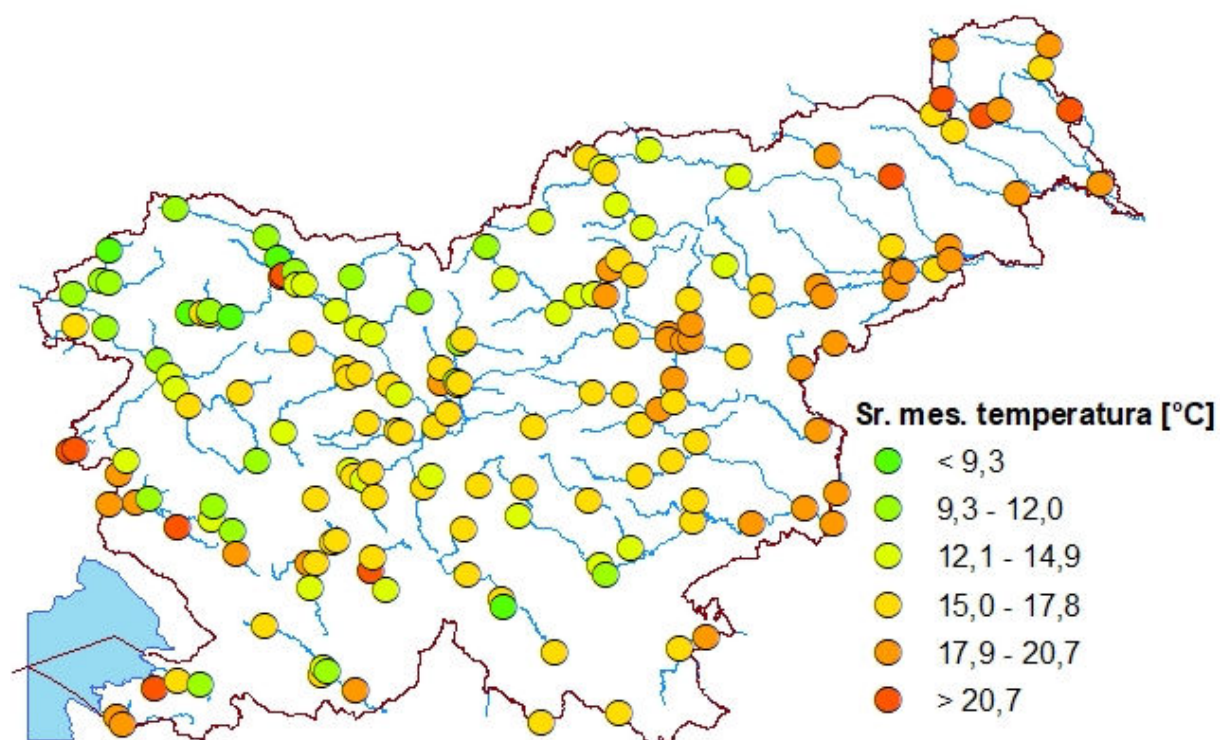 Sr. mes. temperatura [°C]
< 9,3
9,3 - 12,0
12,1 - 14,9
15,0 - 17,8
17,9 - 20,7
> 20,7